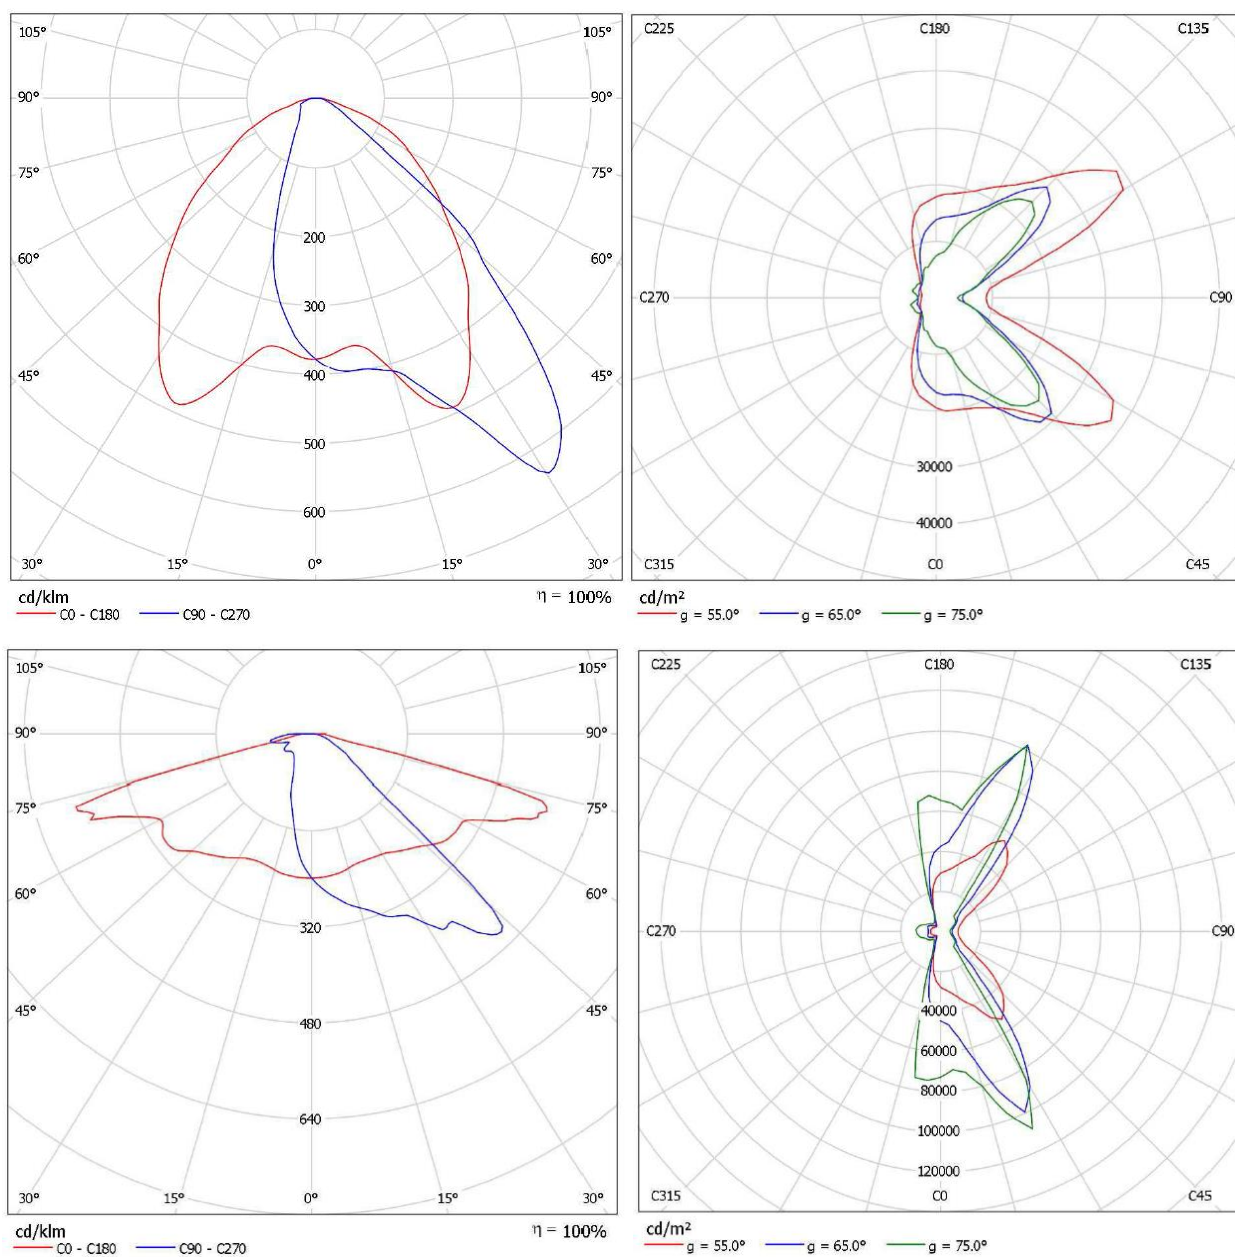 105° 105°
90° 90°
75° 75°
200
60° 60°
300
45° 400 45°
500
600
30° 15° 0° 15° 30°
cd/klm η = 100%
C0 - C180 C90 - C270
C225 C180 C135
C270 C90
30000
40000
C315 C0 C45
cd/m²
g = 55.0° g = 65.0° g = 75.0°
105° 105°
90° 90°
75° 75°
60° 60°
320
45° 45°
480
640
30° 15° 0° 15° 30°
cd/klm η = 100%
C0 - C180 C90 - C270
C225 C180 C135
C270 C90
40000
60000
80000
100000
120000
C315 C0 C45
cd/m²
g = 55.0° g = 65.0° g = 75.0°